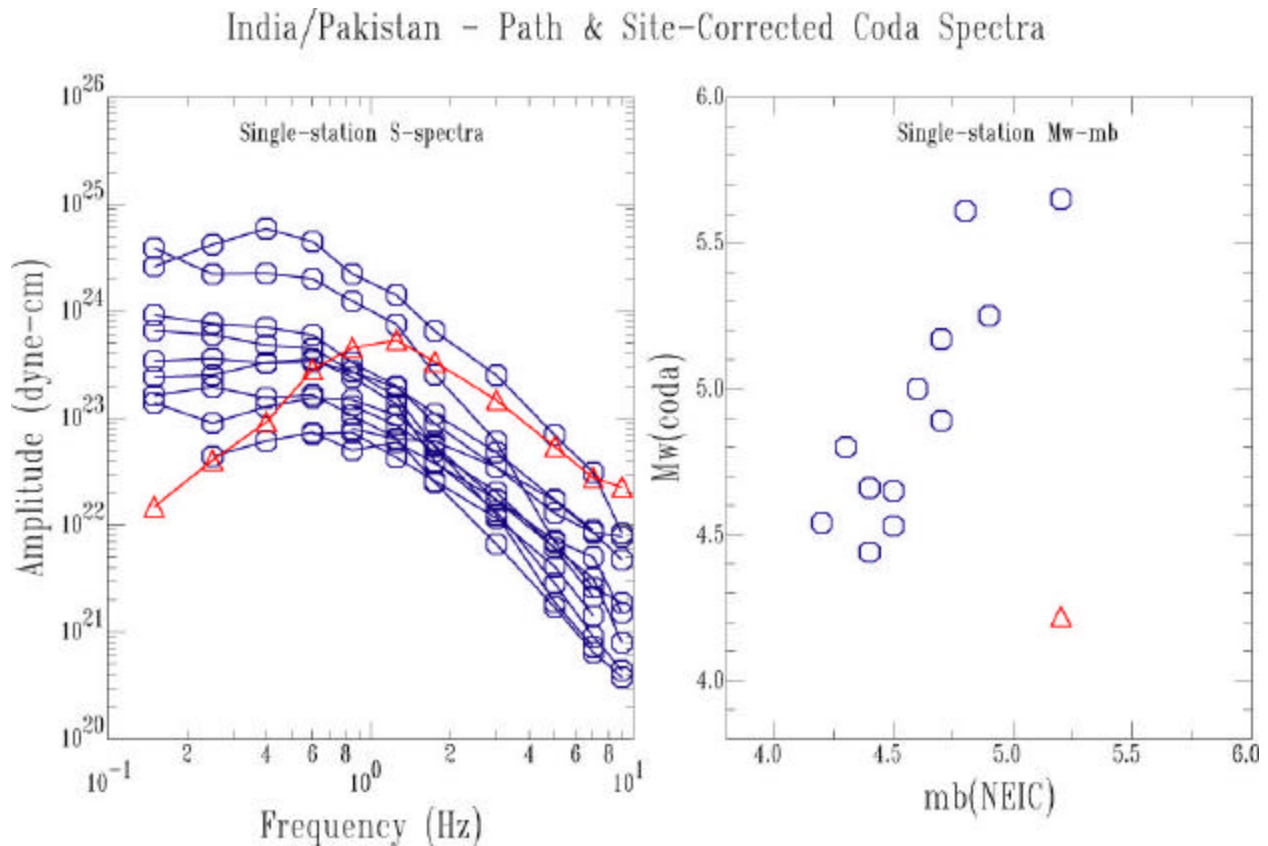 India/Pakistan - Path & Site-Corrected Coda Spectra
Single-station S-spectra
Amplitude (dyne-cm)
10^26
10^25
10^24
10^23
10^22
10^21
10^20
10^-1 2 4 6 8 10^0 2 4 6 8 10^1
Frequency (Hz)
Single-station Mw-mb
Mw(coda)
6.0
5.5
5.0
4.5
4.0
4.0 4.5 5.0 5.5 6.0
mb(NEIC)